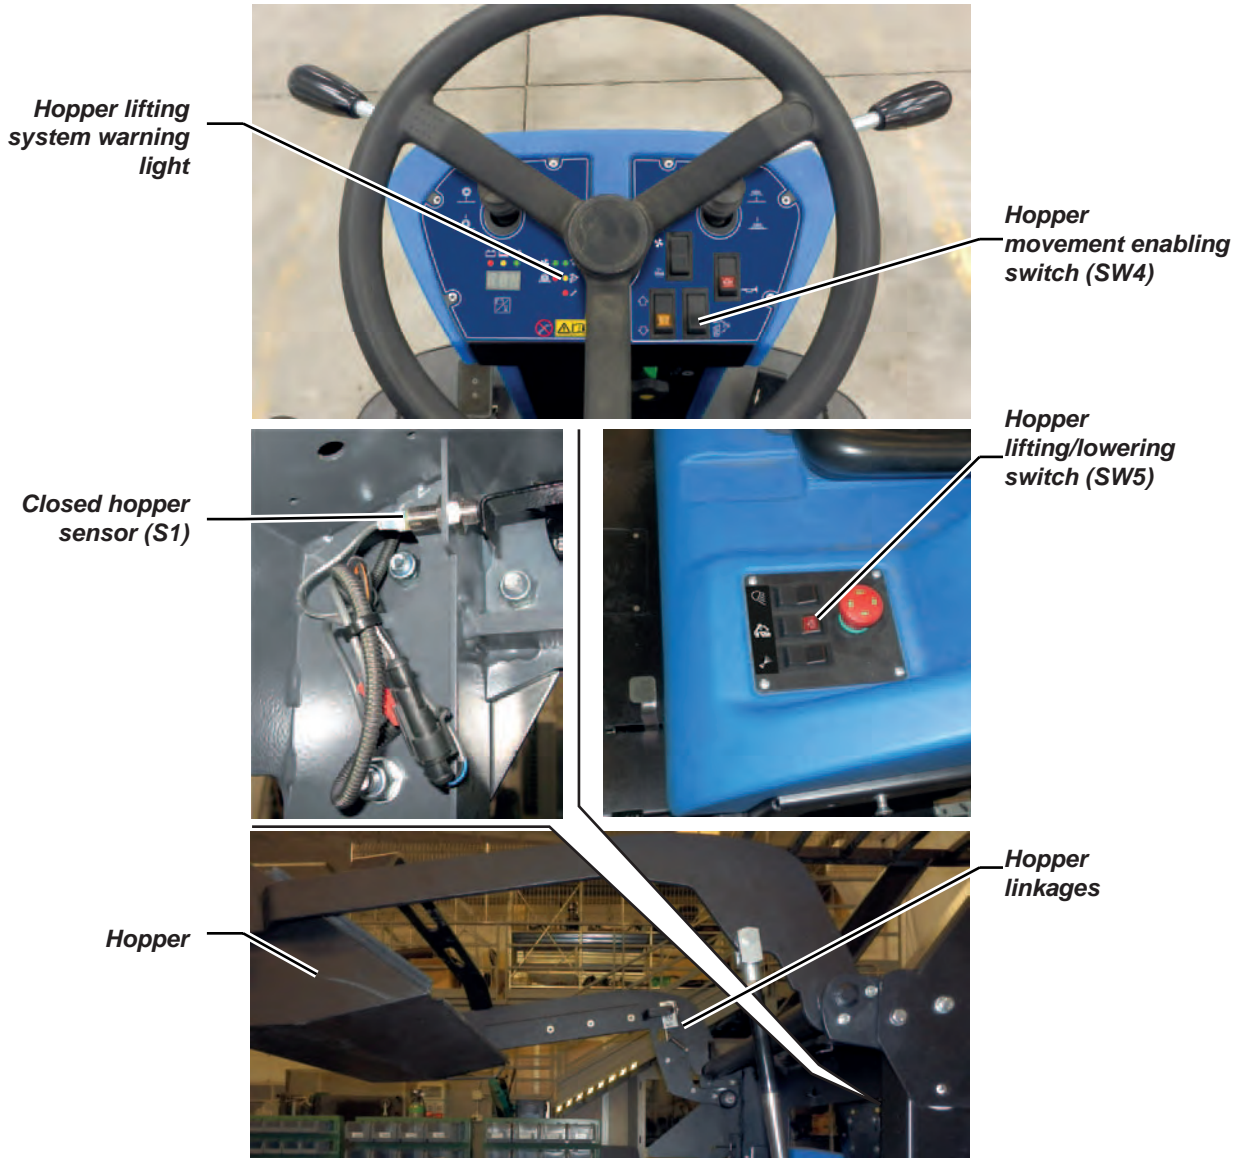 Hopper lifting
system warning
light
Hopper
movement enabling
switch (SW4)
Hopper
lifting/lowering
switch (SW5)
Closed hopper
sensor (S1)
Hopper
linkages
Hopper